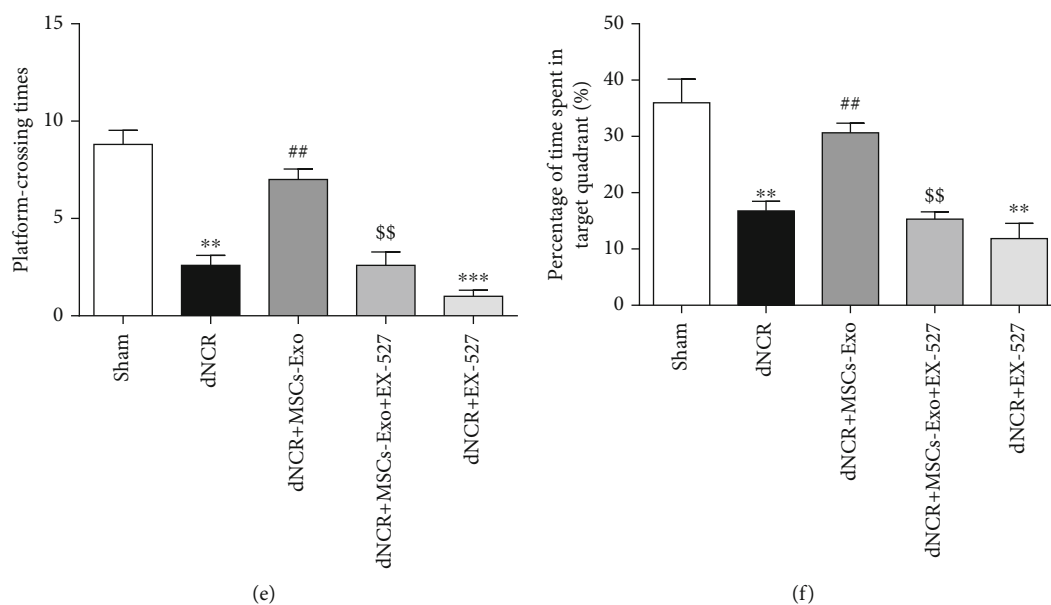 15
10
5
0
Platform-crossing times
**
##
$$
***
Sham
dNCR
dNCR+MSCs-Exo
dNCR+MSCs-Exo+EX-527
dNCR+EX-527
(e)
50
40
30
20
10
0
Percentage of time spent in
target quadrant (%)
**
##
$$
**
Sham
dNCR
dNCR+MSCs-Exo
dNCR+MSCs-Exo+EX-527
dNCR+EX-527
(f)